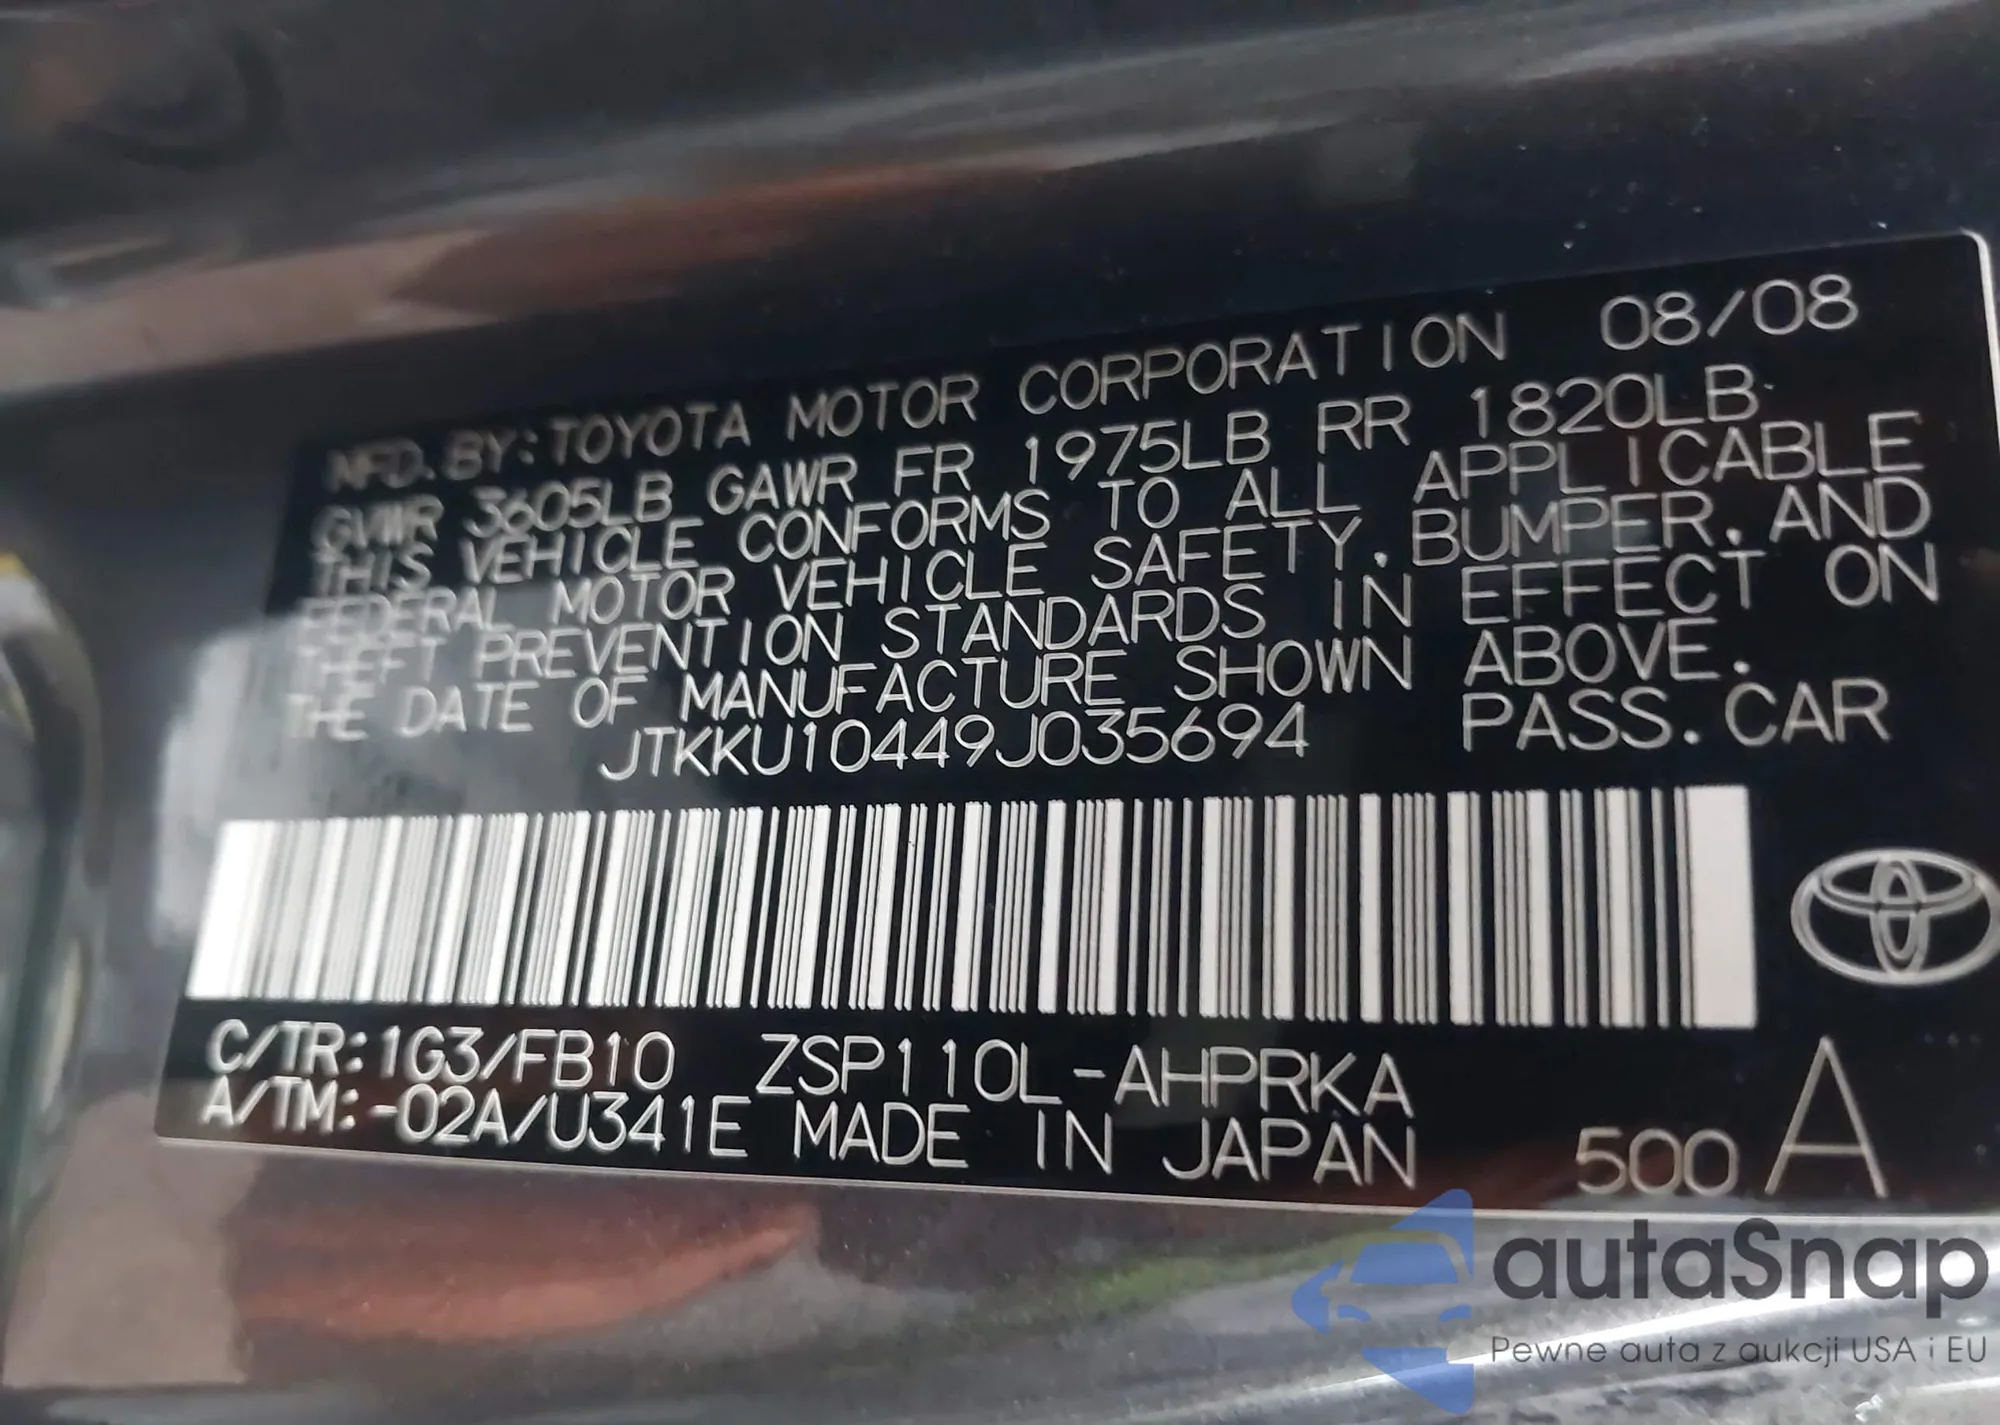 MFD. BY: TOYOTA MOTOR CORPORATION 08/08
GVWR 3605LB GAWR FR 1975LB RR 1820LB
THIS VEHICLE CONFORMS TO ALL APPLICABLE
FEDERAL MOTOR VEHICLE SAFETY, BUMPER, AND
THEFT PREVENTION STANDARDS IN EFFECT ON
THE DATE OF MANUFACTURE SHOWN ABOVE.
JTKKU10449J035694 PASS. CAR
C/TR: 1G3/FB10 ZSP110L-AHPRKA
A/TM: -02A/U341E MADE IN JAPAN 500 A
autaSnap
Pewne auta z aukcji USA i EU